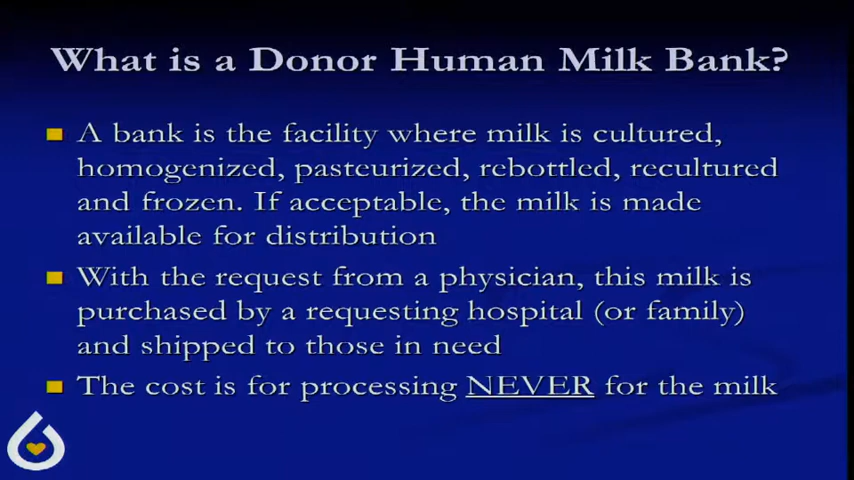 What is a Donor Human Milk Bank?
A bank is the facility where milk is cultured,
homogenized, pasteurized, rebottled, recultured
and frozen. If acceptable, the milk is made
available for distribution
With the request from a physician, this milk is
purchased by a requesting hospital (or family)
and shipped to those in need
The cost is for processing NEVER for the milk